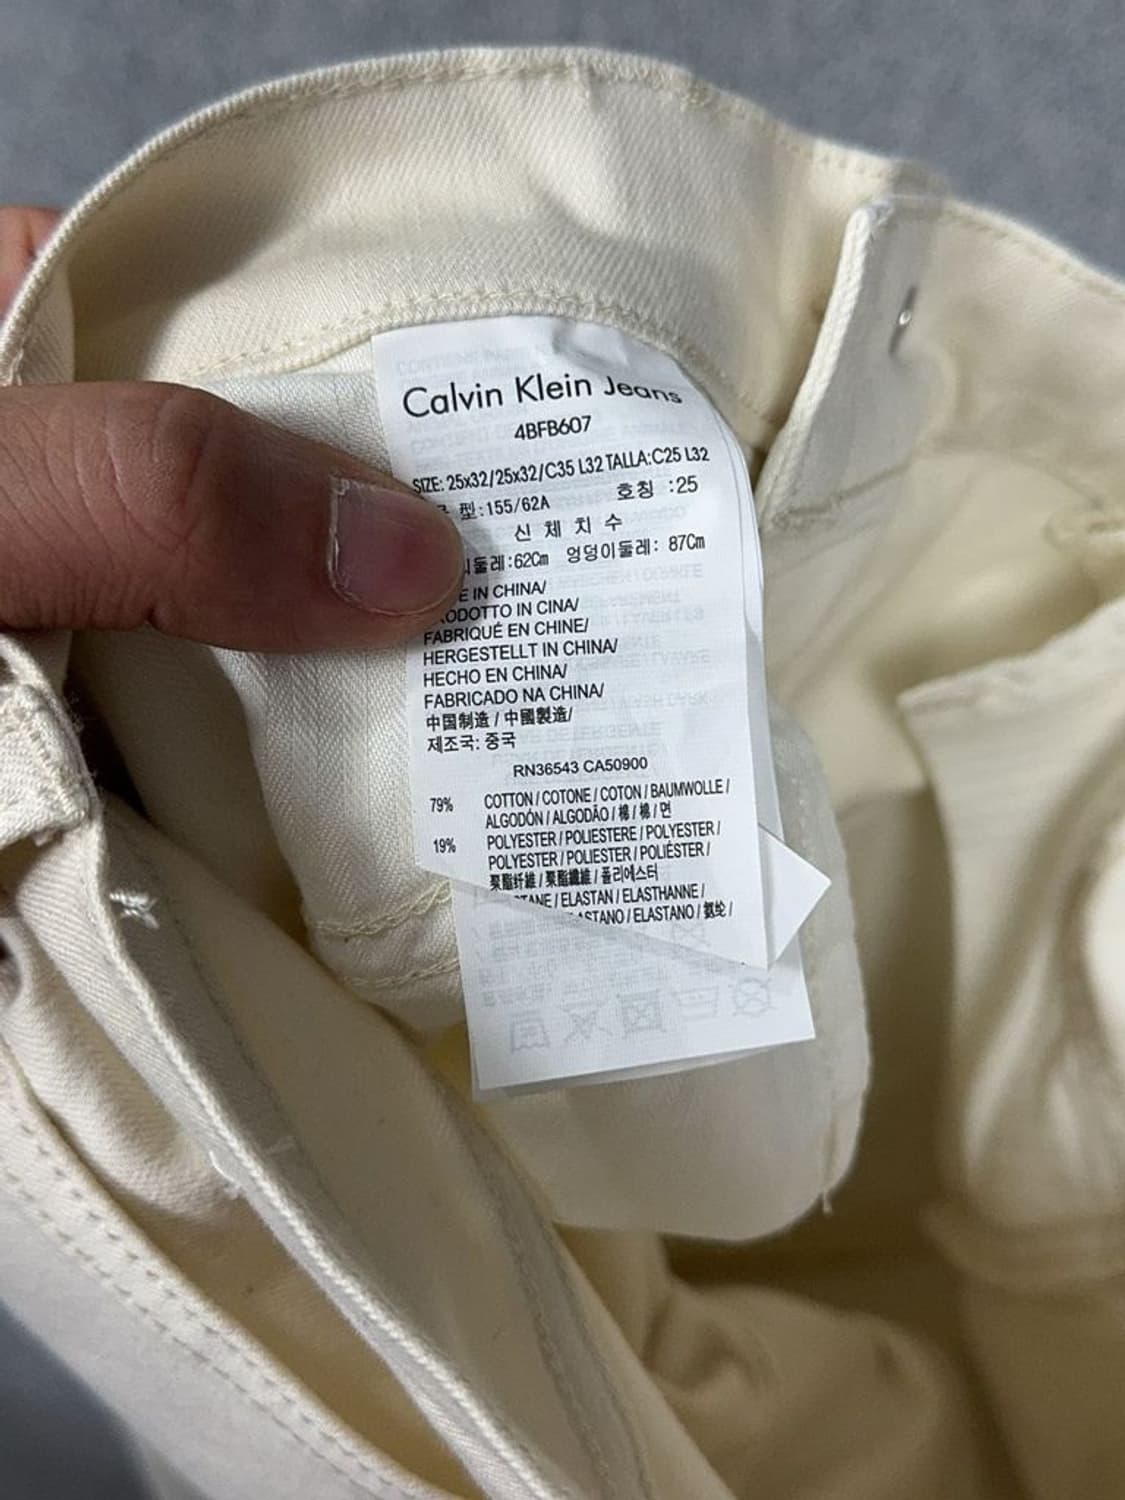 Calvin Klein Jeans
4BFB607
SIZE: 25x32/25x32/C35 L32 TALLA:C25 L32
型:155/62A 호칭 :25
신 체 치 수
둘레:62Cm 엉덩이둘레: 87Cm
IN CHINA/
IN CINA/
FABRIQUÉ EN CHINE/
HERGESTELLT IN CHINA/
HECHO EN CHINA/
FABRICADO NA CHINA/
中国制造 / 中國製造/
제조국: 중국
RN36543 CA50900
79% COTTON / COTONE / COTON / BAUMWOLLE /
ALGODÓN / ALGODÃO / 棉 / 棉 / 면
19% POLYESTER / POLIESTERE / POLYESTER /
POLYESTER / POLIESTER / POLIÉSTER /
聚酯纤维 / 聚酯纖維 / 폴리에스터
/ ELASTAN / ELASTHANNE /
/ ELASTANO / 氨纶 /